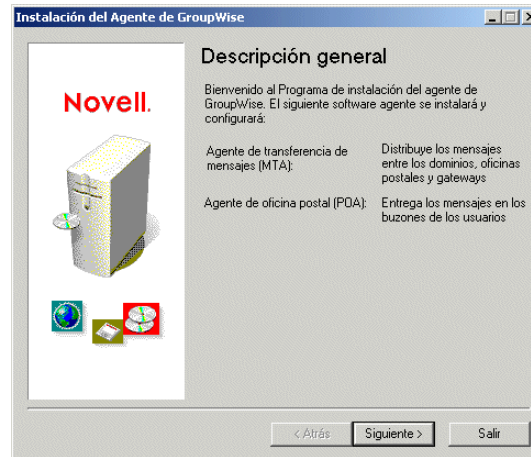 Instalación del Agente de GroupWise
Novell.
Descripción general
Bienvenido al Programa de instalación del agente de
GroupWise. El siguiente software agente se instalará y
configurará:
Agente de transferencia de
mensajes (MTA):
Distribuye los mensajes
entre los dominios, oficinas
postales y gateways
Agente de oficina postal (POA):
Entrega los mensajes en los
buzones de los usuarios
< Atrás
Siguiente >
Salir